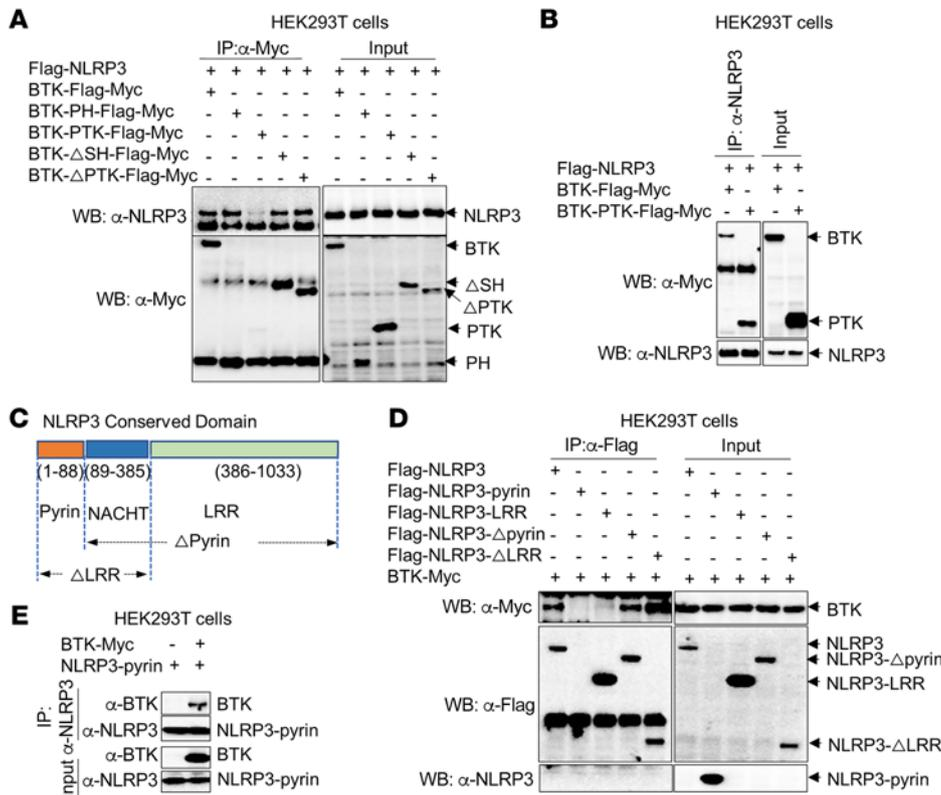 A
HEK293T cells
IP:α-Myc Input
Flag-NLRP3 + + + + + + + + + +
BTK-Flag-Myc + - - - - + - - - -
BTK-PH-Flag-Myc - + - - - - + - - -
BTK-PTK-Flag-Myc - - + - - - - + - -
BTK-△SH-Flag-Myc - - - + - - - - + -
BTK-△PTK-Flag-Myc - - - - + - - - - +
WB: α-NLRP3 NLRP3
BTK
WB: α-Myc △SH
△PTK
PTK
PH
B
HEK293T cells
IP: α-NLRP3 Input
Flag-NLRP3 + + + +
BTK-Flag-Myc + - + -
BTK-PTK-Flag-Myc - + - +
BTK
WB: α-Myc
PTK
WB: α-NLRP3 NLRP3
C NLRP3 Conserved Domain
(1-88) (89-385) (386-1033)
Pyrin NACHT LRR
△Pyrin
△LRR
D
HEK293T cells
IP:α-Flag Input
Flag-NLRP3 + - - - - + - - - -
Flag-NLRP3-pyrin - + - - - - + - - -
Flag-NLRP3-LRR - - + - - - - + - -
Flag-NLRP3-△pyrin - - - + - - - - + -
Flag-NLRP3-△LRR - - - - + - - - - +
BTK-Myc + + + + + + + + + +
WB: α-Myc BTK
NLRP3
NLRP3-△pyrin
NLRP3-LRR
WB: α-Flag
NLRP3-△LRR
WB: α-NLRP3 NLRP3-pyrin
E HEK293T cells
BTK-Myc - +
NLRP3-pyrin + +
IP: α-NLRP3
α-BTK BTK
α-NLRP3 NLRP3-pyrin
Input
α-BTK BTK
α-NLRP3 NLRP3-pyrin